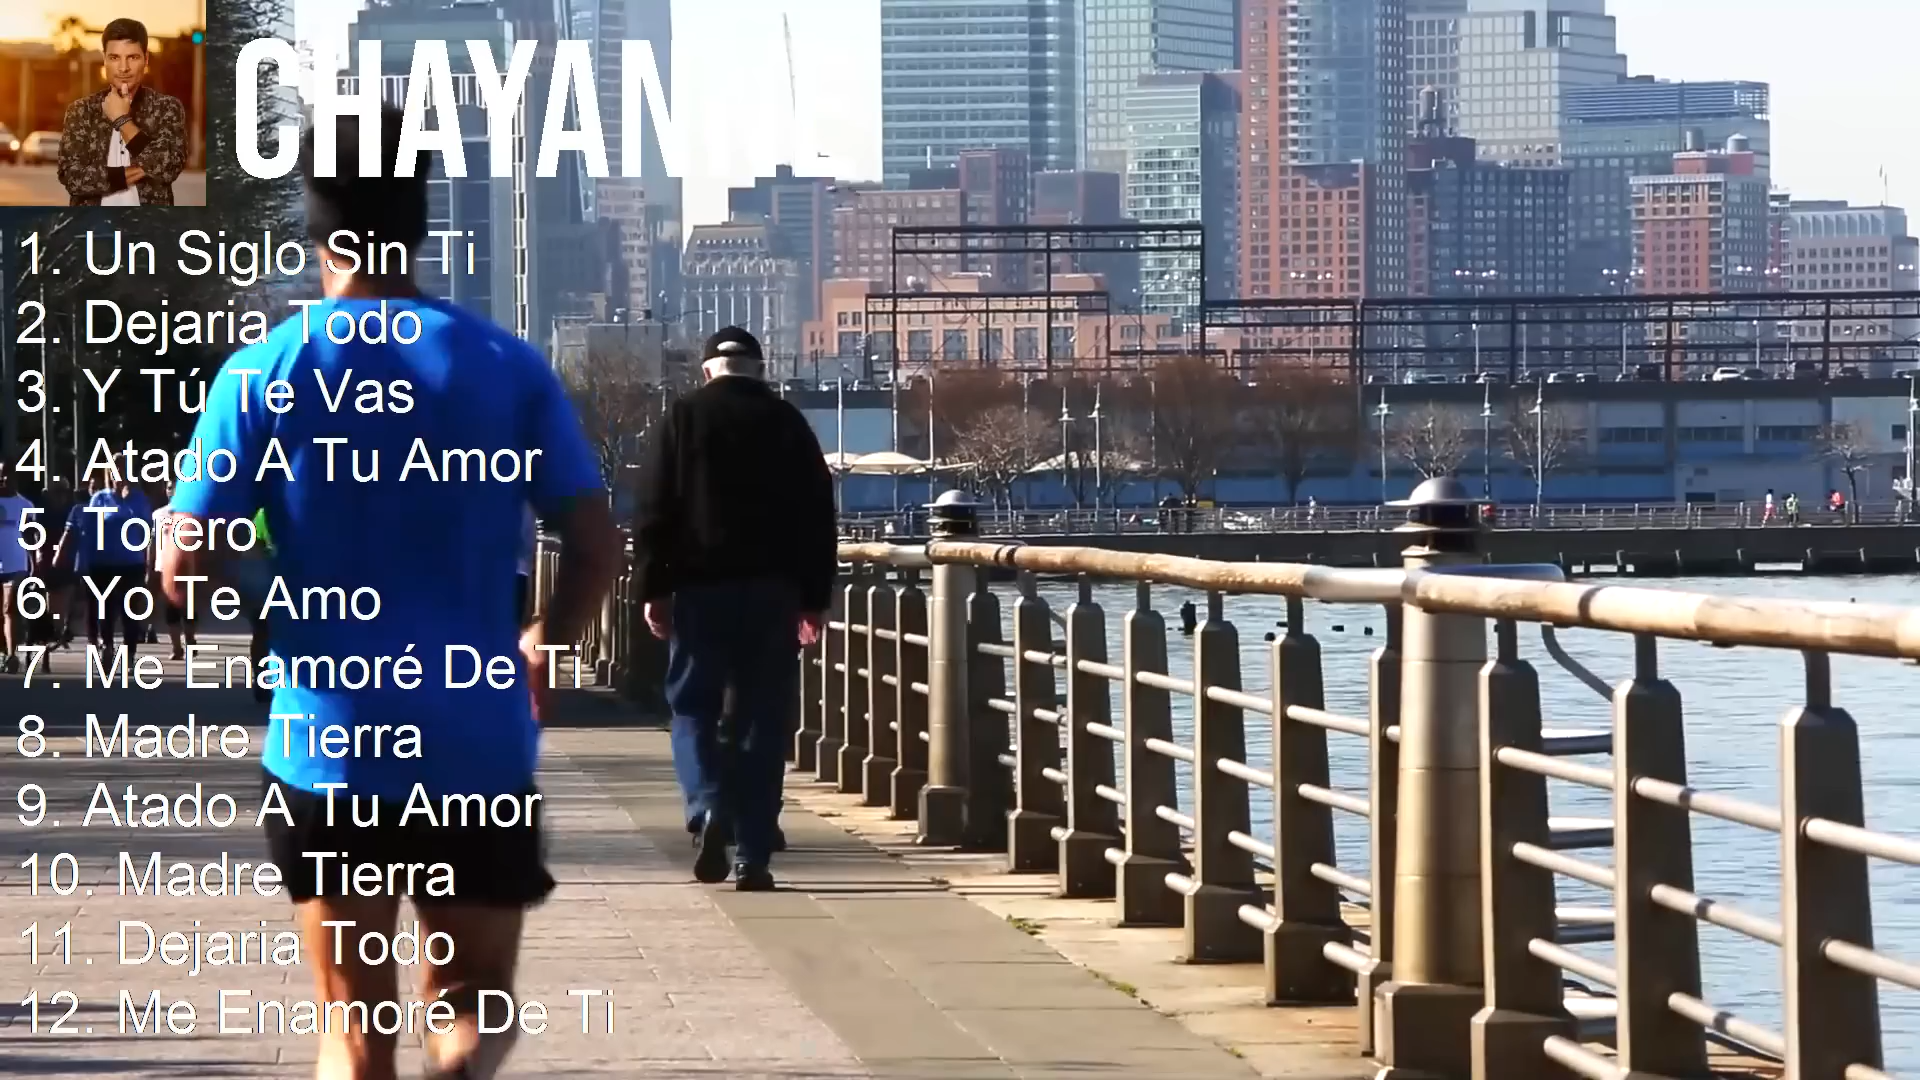 CHAYANNE
1. Un Siglo Sin Ti
2. Dejaria Todo
3. Y Tú Te Vas
4. Atado A Tu Amor
5. Torero
6. Yo Te Amo
7. Me Enamoré De Ti
8. Madre Tierra
9. Atado A Tu Amor
10. Madre Tierra
11. Dejaria Todo
12. Me Enamoré De Ti